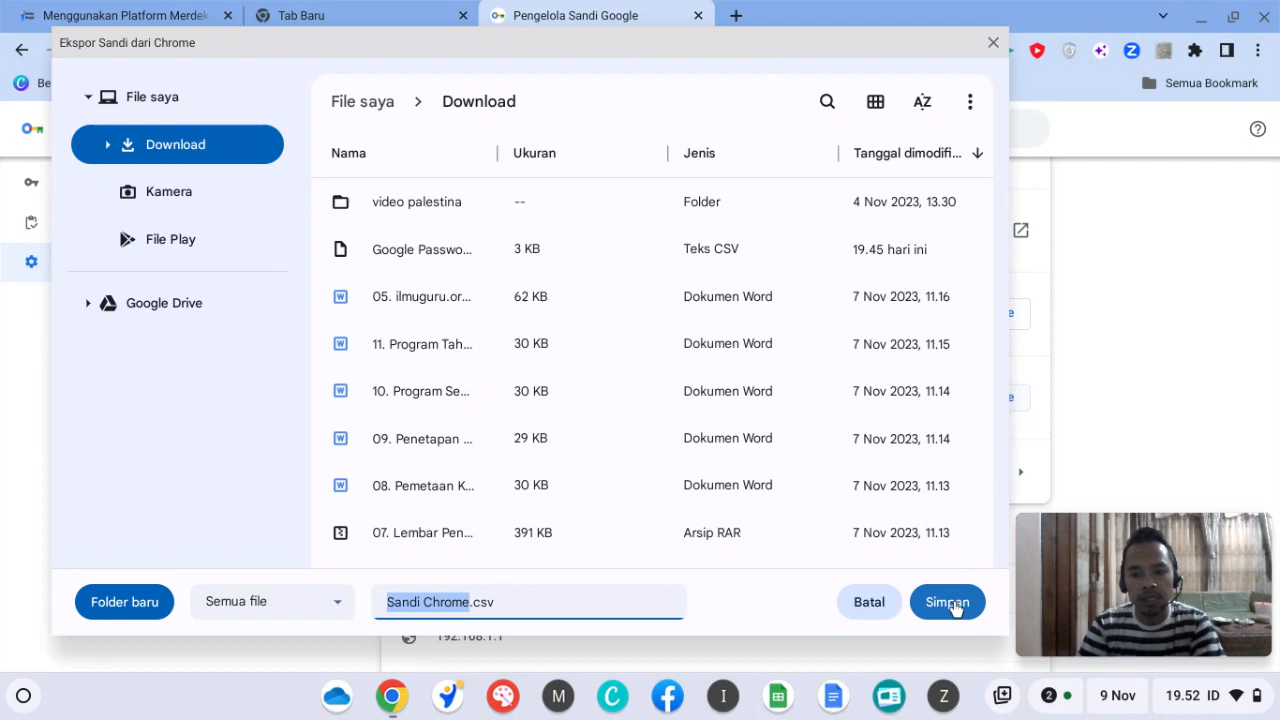 Menggunakan Platform Merdek
Tab Baru
Pengelola Sandi Google
Ekspor Sandi dari Chrome
Be
Semua Bookmark
File saya
Download
Kamera
File Play
Google Drive
File saya > Download
Nama Ukuran Jenis Tanggal dimodifi...
video palestina -- Folder 4 Nov 2023, 13.30
Google Passwo... 3 KB Teks CSV 19.45 hari ini
05. ilmuguru.or... 62 KB Dokumen Word 7 Nov 2023, 11.16
11. Program Tah... 30 KB Dokumen Word 7 Nov 2023, 11.15
10. Program Se... 30 KB Dokumen Word 7 Nov 2023, 11.14
09. Penetapan ... 29 KB Dokumen Word 7 Nov 2023, 11.14
08. Pemetaan K... 30 KB Dokumen Word 7 Nov 2023, 11.13
07. Lembar Pen... 391 KB Arsip RAR 7 Nov 2023, 11.13
Folder baru Semua file Sandi Chrome.csv Batal Simpan
192.168.1.1
M I Z 2 9 Nov 19.52 ID